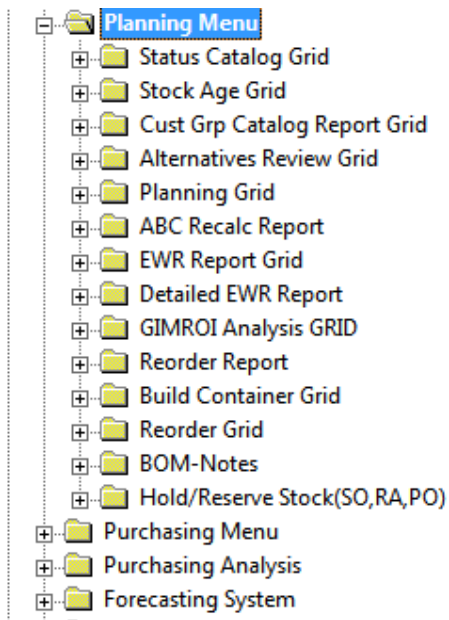 Planning Menu
Status Catalog Grid
Stock Age Grid
Cust Grp Catalog Report Grid
Alternatives Review Grid
Planning Grid
ABC Recalc Report
EWR Report Grid
Detailed EWR Report
GIMROI Analysis GRID
Reorder Report
Build Container Grid
Reorder Grid
BOM-Notes
Hold/Reserve Stock(SO,RA,PO)
Purchasing Menu
Purchasing Analysis
Forecasting System